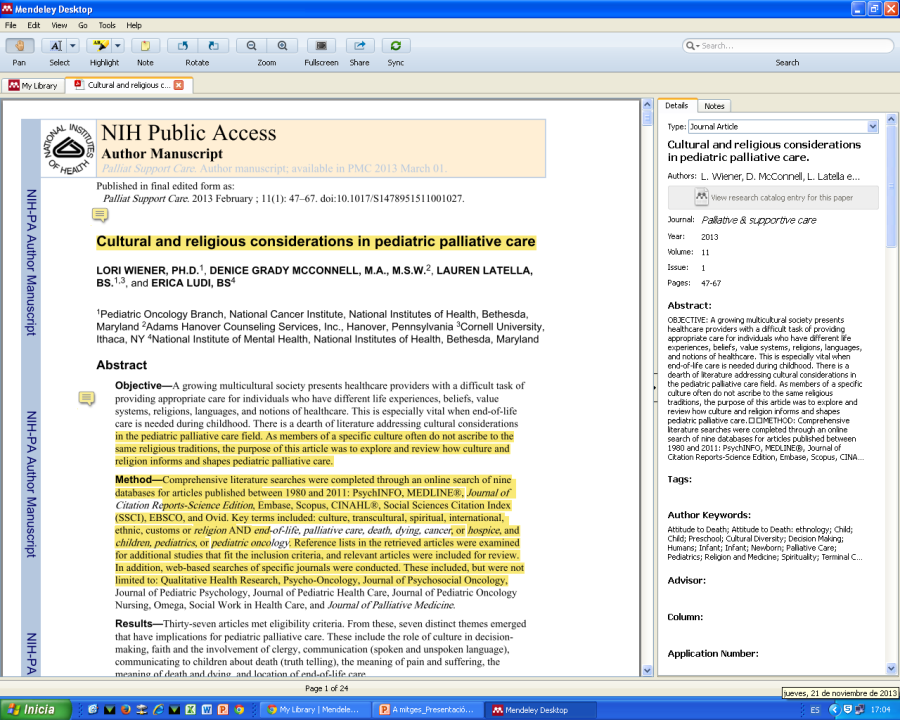 Mendeley Desktop
File Edit View Go Tools Help
Pan Select Highlight Note Rotate Zoom Fullscreen Share Sync
Search...
Search
My Library
Cultural and religious c...
NATIONAL INSTITUTES OF HEALTH
NIH Public Access
Author Manuscript
Palliat Support Care. Author manuscript; available in PMC 2013 March 01.
Published in final edited form as:
Palliat Support Care. 2013 February ; 11(1): 47–67. doi:10.1017/S1478951511001027.
Cultural and religious considerations in pediatric palliative care
LORI WIENER, PH.D.1, DENICE GRADY MCCONNELL, M.A., M.S.W.2, LAUREN LATELLA,
BS.1,3, and ERICA LUDI, BS4
1Pediatric Oncology Branch, National Cancer Institute, National Institutes of Health, Bethesda,
Maryland 2Adams Hanover Counseling Services, Inc., Hanover, Pennsylvania 3Cornell University,
Ithaca, NY 4National Institute of Mental Health, National Institutes of Health, Bethesda, Maryland
Abstract
Objective—A growing multicultural society presents healthcare providers with a difficult task of
providing appropriate care for individuals who have different life experiences, beliefs, value
systems, religions, languages, and notions of healthcare. This is especially vital when end-of-life
care is needed during childhood. There is a dearth of literature addressing cultural considerations
in the pediatric palliative care field. As members of a specific culture often do not ascribe to the
same religious traditions, the purpose of this article was to explore and review how culture and
religion informs and shapes pediatric palliative care.
Method—Comprehensive literature searches were completed through an online search of nine
databases for articles published between 1980 and 2011: PsychINFO, MEDLINE®, Journal of
Citation Reports-Science Edition, Embase, Scopus, CINAHL®, Social Sciences Citation Index
(SSCI), EBSCO, and Ovid. Key terms included: culture, transcultural, spiritual, international,
ethnic, customs or religion AND end-of-life, palliative care, death, dying, cancer, or hospice, and
children, pediatrics, or pediatric oncology. Reference lists in the retrieved articles were examined
for additional studies that fit the inclusion criteria, and relevant articles were included for review.
In addition, web-based searches of specific journals were conducted. These included, but were not
limited to: Qualitative Health Research, Psycho-Oncology, Journal of Psychosocial Oncology,
Journal of Pediatric Psychology, Journal of Pediatric Health Care, Journal of Pediatric Oncology
Nursing, Omega, Social Work in Health Care, and Journal of Palliative Medicine.
Results—Thirty-seven articles met eligibility criteria. From these, seven distinct themes emerged
that have implications for pediatric palliative care. These include the role of culture in decision-
making, faith and the involvement of clergy, communication (spoken and unspoken language),
communicating to children about death (truth telling), the meaning of pain and suffering, the
meaning of death and dying, and location of end-of-life care.
NIH-PA Author Manuscript
NIH-PA Author Manuscript
NIH-PA
Details Notes
Type: Journal Article
Cultural and religious considerations
in pediatric palliative care.
Authors: L. Wiener, D. McConnell, L. Latella e...
View research catalog entry for this paper
Journal: Palliative & supportive care
Year: 2013
Volume: 11
Issue: 1
Pages: 47-67
Abstract:
OBJECTIVE: A growing multicultural society presents
healthcare providers with a difficult task of providing
appropriate care for individuals who have different life
experiences, beliefs, value systems, religions, languages,
and notions of healthcare. This is especially vital when
end-of-life care is needed during childhood. There is a
dearth of literature addressing cultural considerations in
the pediatric palliative care field. As members of a specific
culture often do not ascribe to the same religious
traditions, the purpose of this article was to explore and
review how culture and religion informs and shapes
pediatric palliative care.□□METHOD: Comprehensive
literature searches were completed through an online
search of nine databases for articles published between
1980 and 2011: PsychINFO, MEDLINE®, Journal of
Citation Reports-Science Edition, Embase, Scopus, CINA...
Tags:
Author Keywords:
Attitude to Death; Attitude to Death: ethnology; Child;
Child; Preschool; Cultural Diversity; Decision Making;
Humans; Infant; Infant; Newborn; Palliative Care;
Pediatrics; Religion and Medicine; Spirituality; Terminal C...
Advisor:
Column:
Application Number:
Page 1 of 24
jueves, 21 de noviembre de 2013
Inicio
My Library | Mendele...
A mitges_Presentació...
Mendeley Desktop
ES
17:04